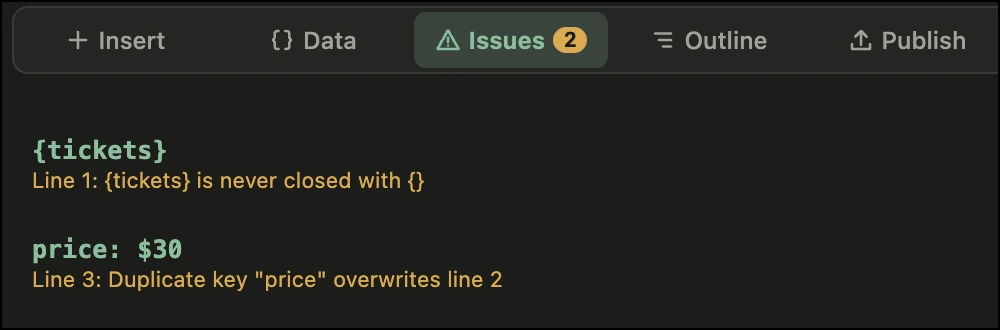 Insert
{} Data
Issues 2
Outline
Publish
{tickets}
Line 1: {tickets} is never closed with {}
price: $30
Line 3: Duplicate key "price" overwrites line 2